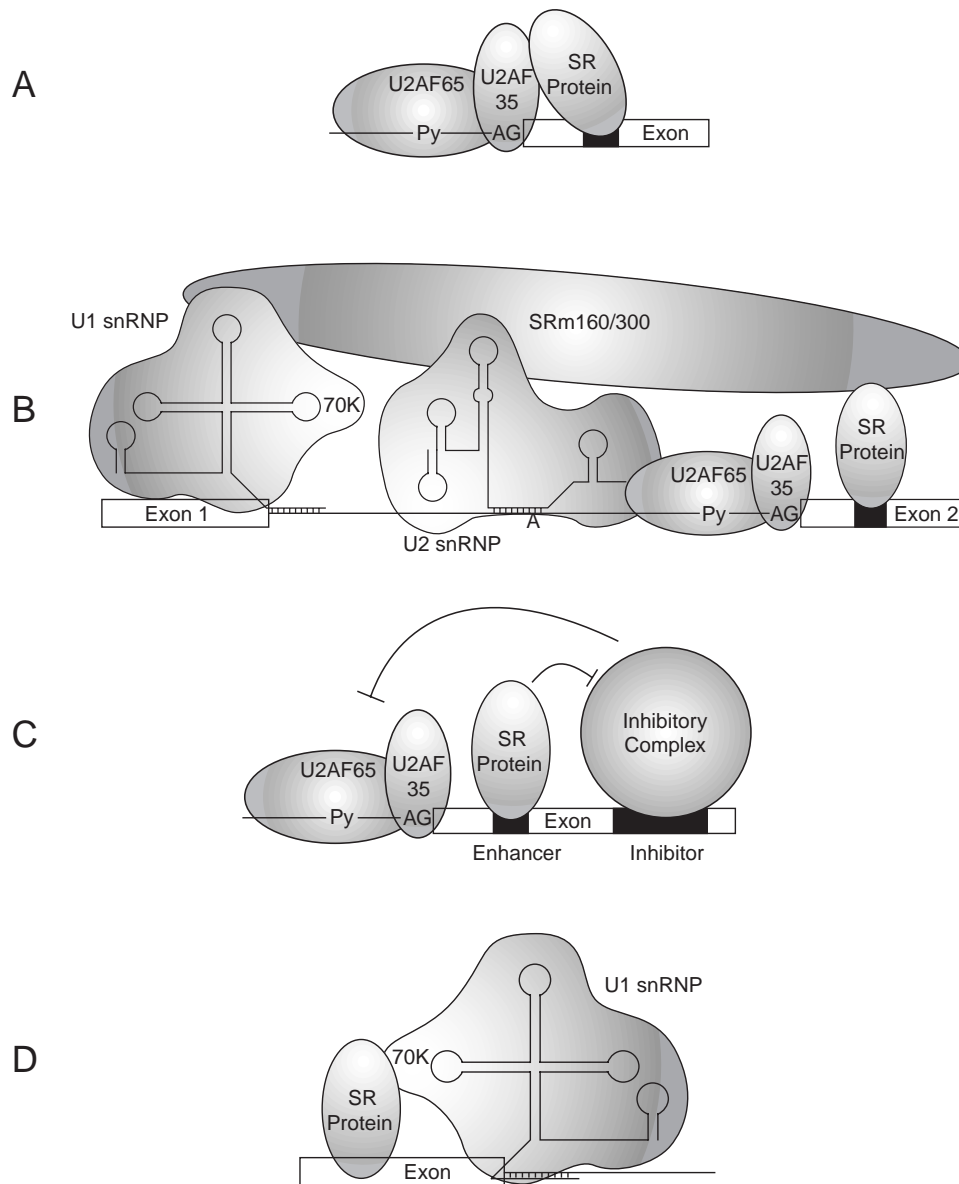 A
U2AF65
U2AF
35
SR
Protein
Py
AG
Exon
B
U1 snRNP
SRm160/300
70K
SR
Protein
U2AF65
U2AF
35
Exon 1
A
Py
AG
Exon 2
U2 snRNP
C
Inhibitory
Complex
SR
Protein
U2AF65
U2AF
35
Py
AG
Exon
Enhancer
Inhibitor
D
U1 snRNP
70K
SR
Protein
Exon